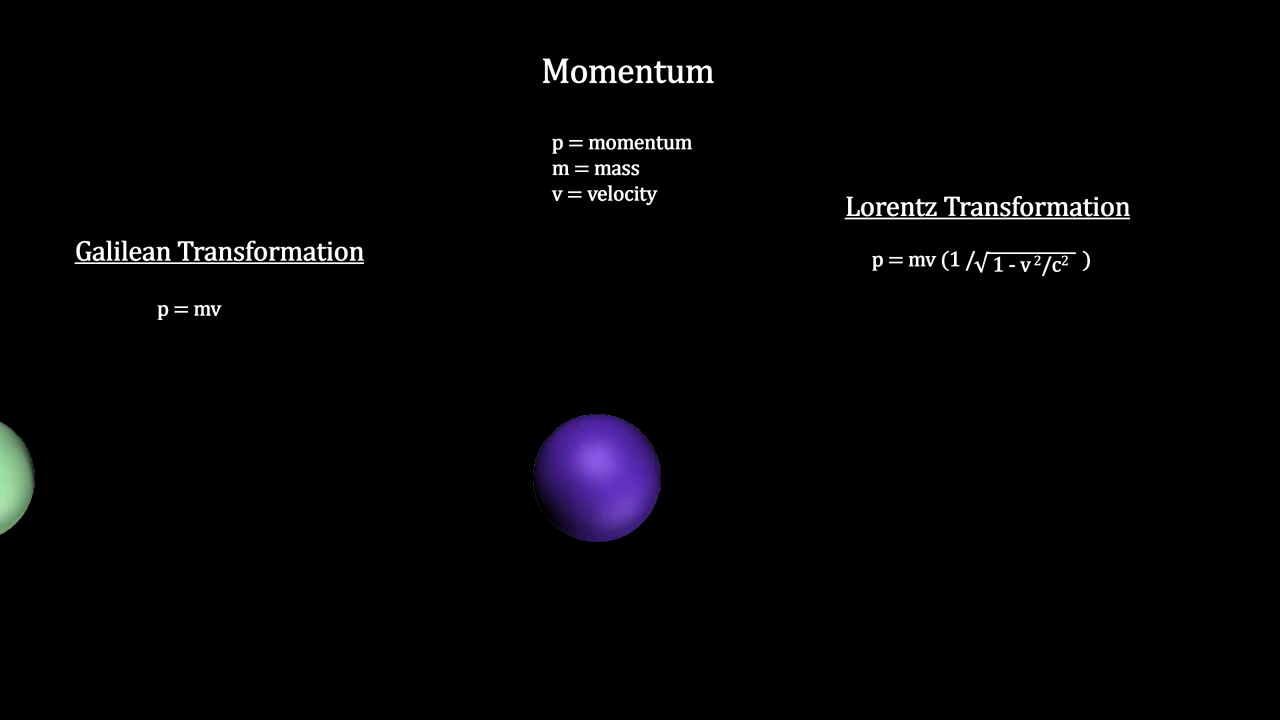 Momentum
p = momentum
m = mass
v = velocity
Galilean Transformation
p = mv
Lorentz Transformation
p = mv (1 /√ 1 - v²/c² )